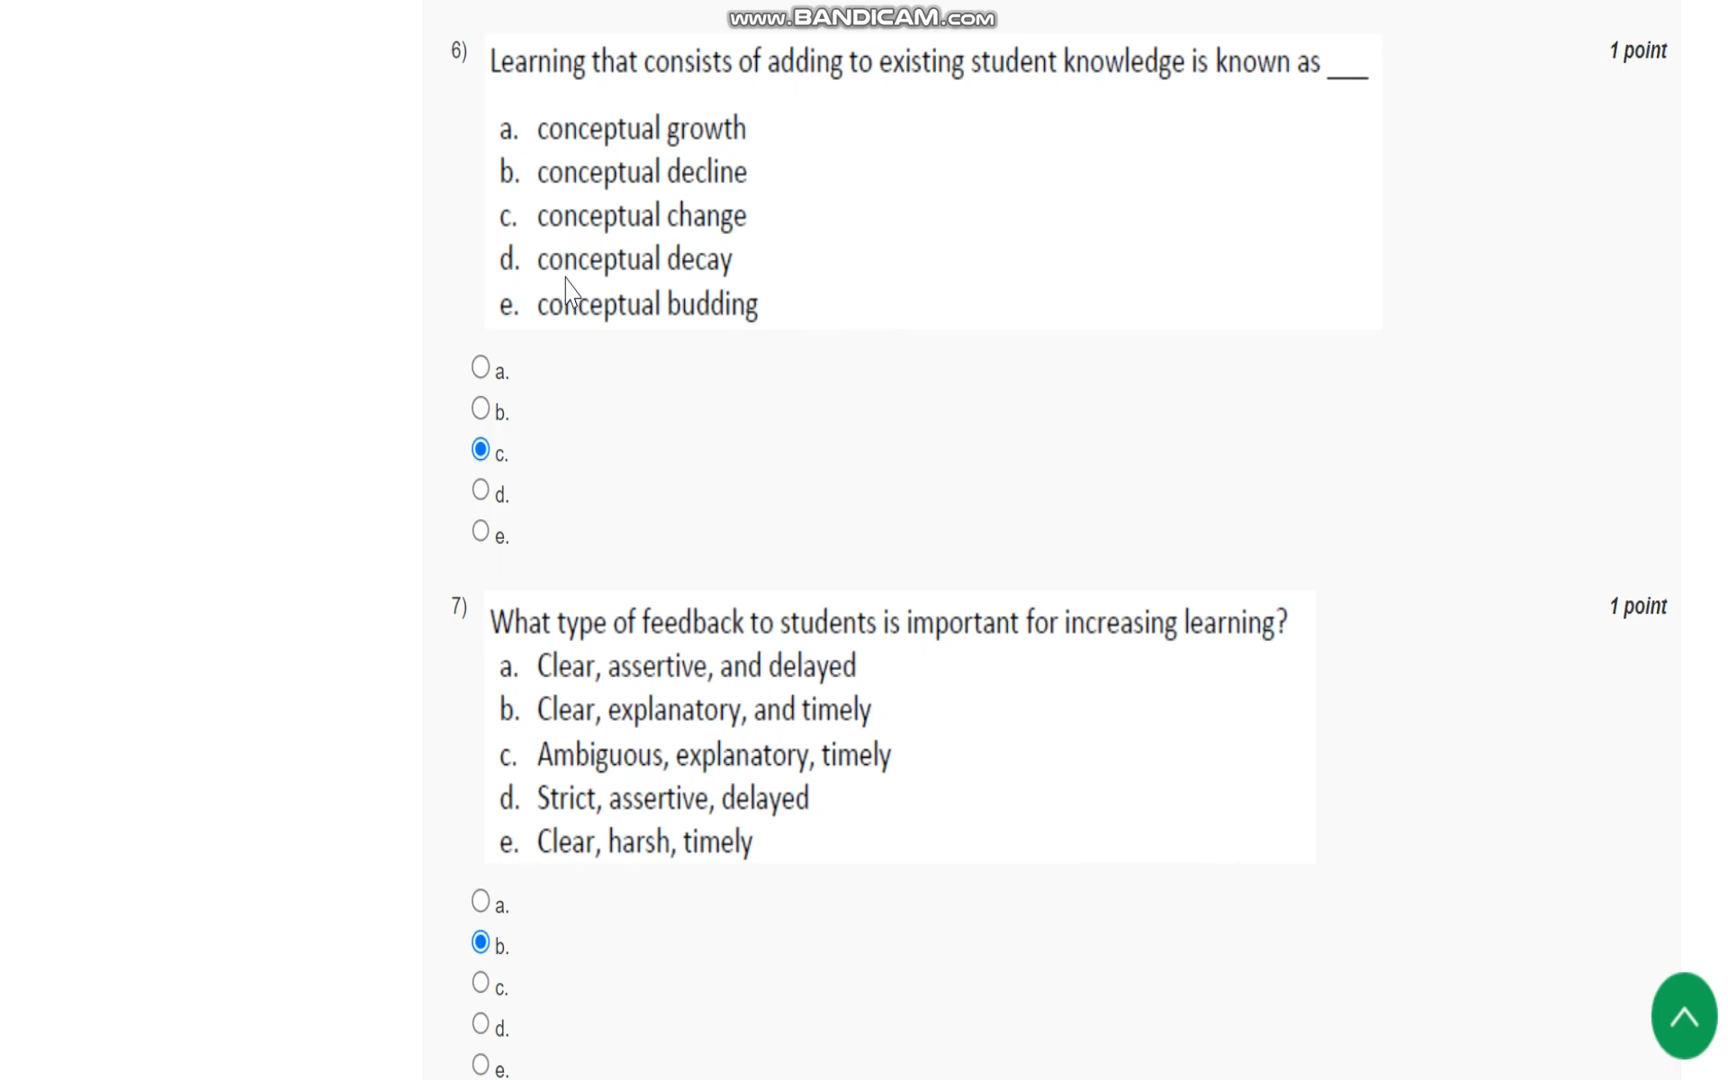 www.BANDICAM.com
6) Learning that consists of adding to existing student knowledge is known as ___ 1 point
a. conceptual growth
b. conceptual decline
c. conceptual change
d. conceptual decay
e. conceptual budding
a.
b.
c.
d.
e.
7) What type of feedback to students is important for increasing learning? 1 point
a. Clear, assertive, and delayed
b. Clear, explanatory, and timely
c. Ambiguous, explanatory, timely
d. Strict, assertive, delayed
e. Clear, harsh, timely
a.
b.
c.
d.
e.